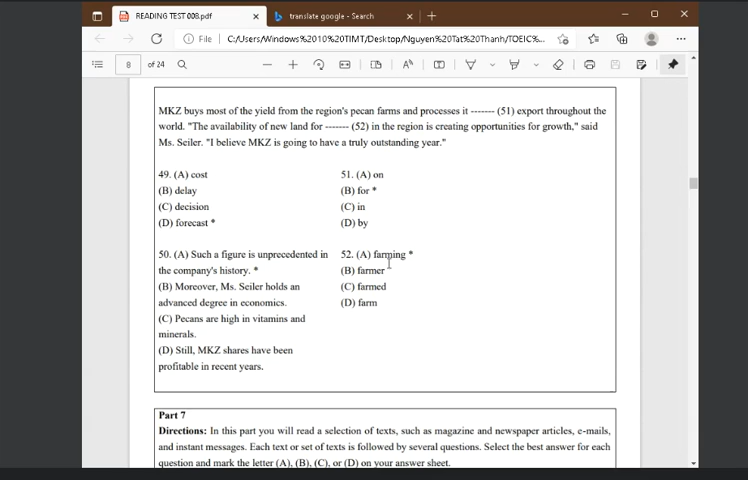 READING TEST 008.pdf
translate google - Search
File
C:/Users/Windows%2010%20TIMT/Desktop/Nguyen%20Tat%20Thanh/TOEIC%...
8 of 24
MKZ buys most of the yield from the region's pecan farms and processes it ------- (51) export throughout the
world. "The availability of new land for ------- (52) in the region is creating opportunities for growth," said
Ms. Seiler. "I believe MKZ is going to have a truly outstanding year."
49. (A) cost
(B) delay
(C) decision
(D) forecast *
51. (A) on
(B) for *
(C) in
(D) by
50. (A) Such a figure is unprecedented in
the company's history. *
(B) Moreover, Ms. Seiler holds an
advanced degree in economics.
(C) Pecans are high in vitamins and
minerals.
(D) Still, MKZ shares have been
profitable in recent years.
52. (A) farming *
(B) farmer
(C) farmed
(D) farm
Part 7
Directions: In this part you will read a selection of texts, such as magazine and newspaper articles, e-mails,
and instant messages. Each text or set of texts is followed by several questions. Select the best answer for each
question and mark the letter (A), (B), (C), or (D) on your answer sheet.